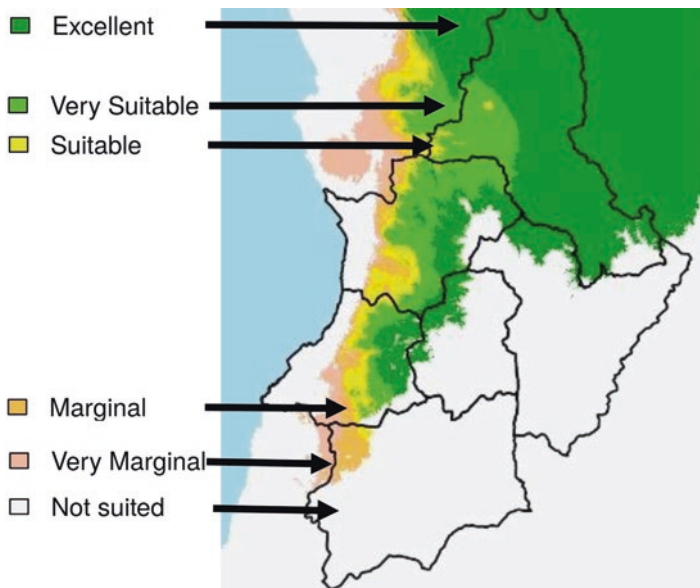 Excellent
Very Suitable
Suitable
Marginal
Very Marginal
Not suited